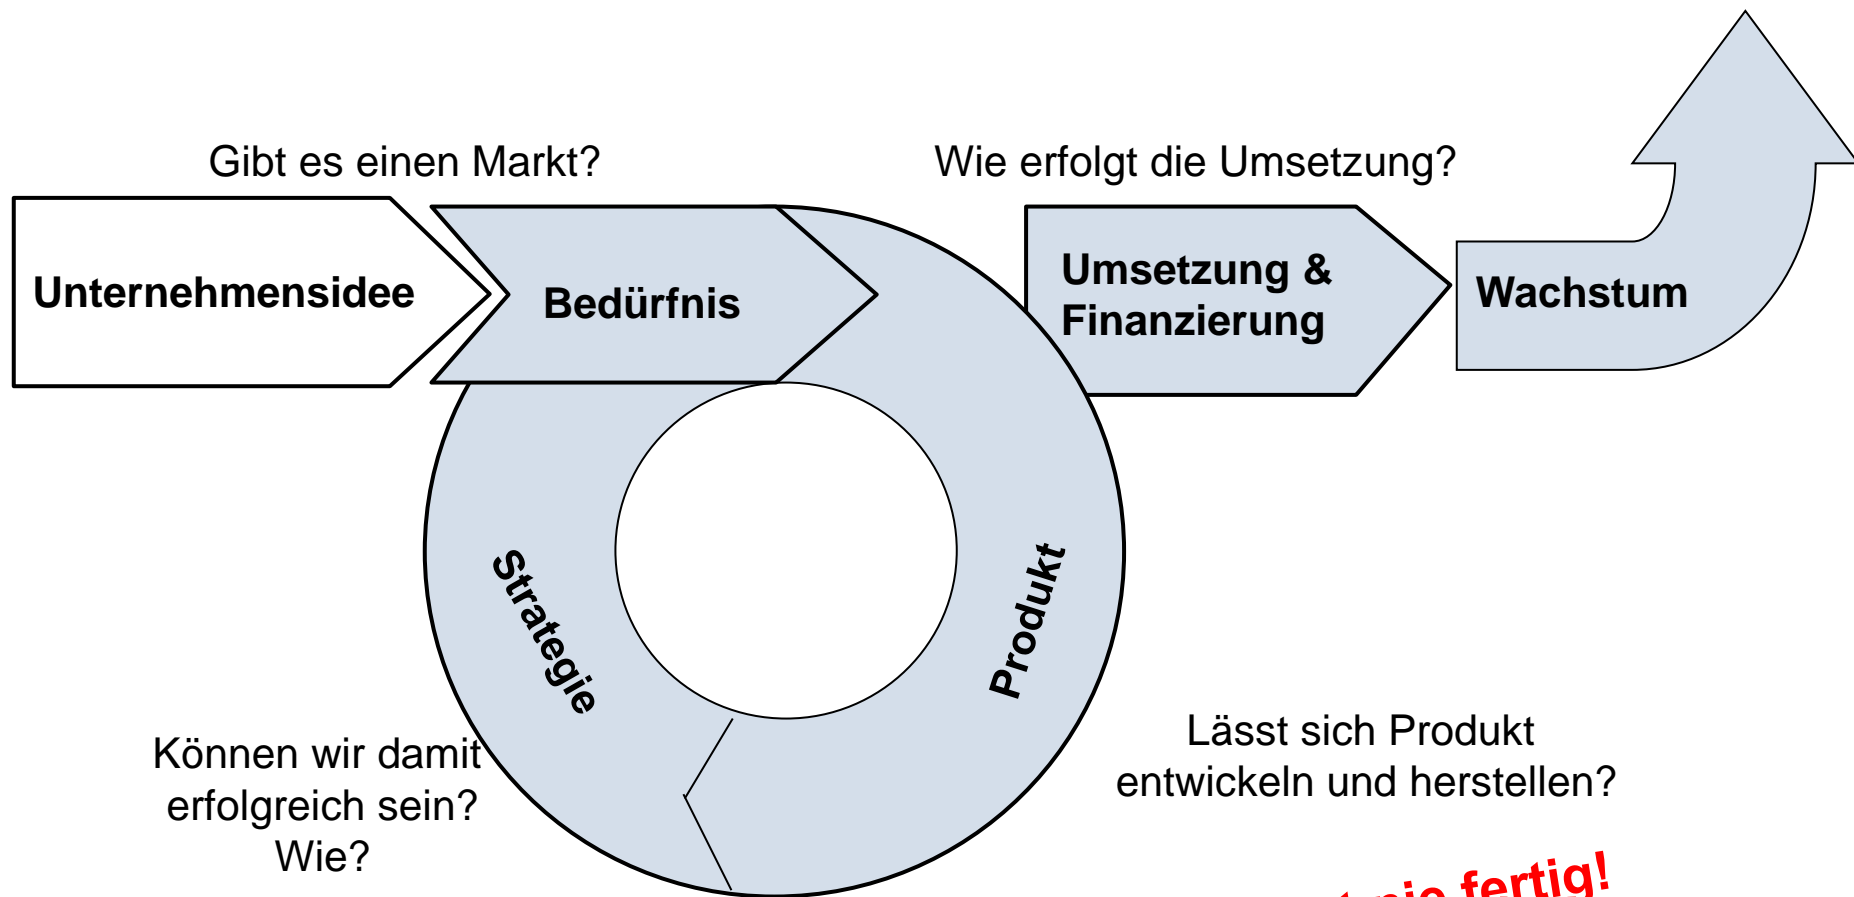 Gibt es einen Markt?
Wie erfolgt die Umsetzung?
Unternehmensidee
Bedürfnis
Umsetzung &
Finanzierung
Wachstum
Strategie
Produkt
Können wir damit
erfolgreich sein?
Wie?
Lässt sich Produkt
entwickeln und herstellen?
nie fertig!